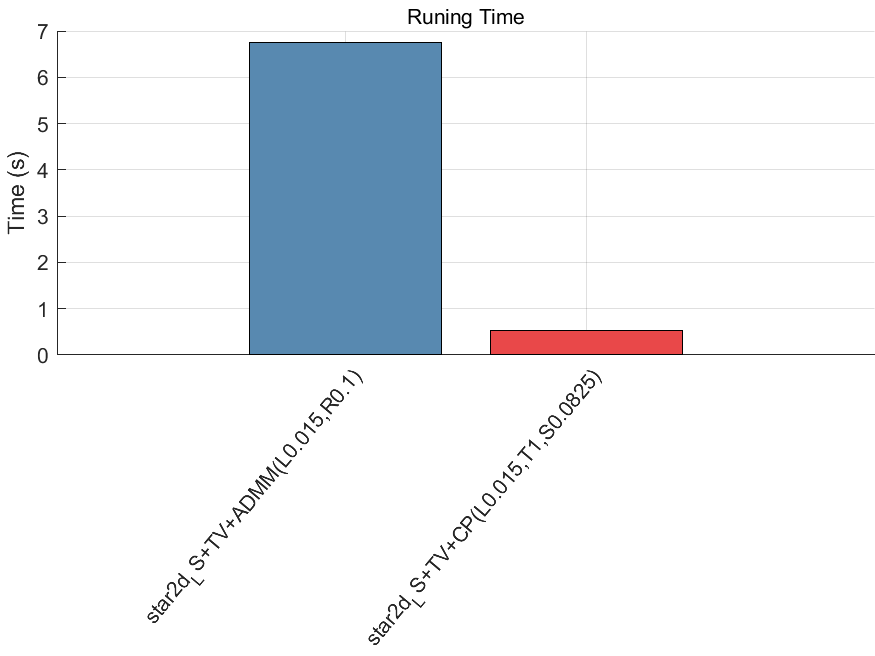 Runing Time
7
6
5
4
3
2
1
0
Time (s)
star2d_LS+TV+ADMM(L0.015,R0.1)
star2d_LS+TV+CP(L0.015,T1,S0.0825)